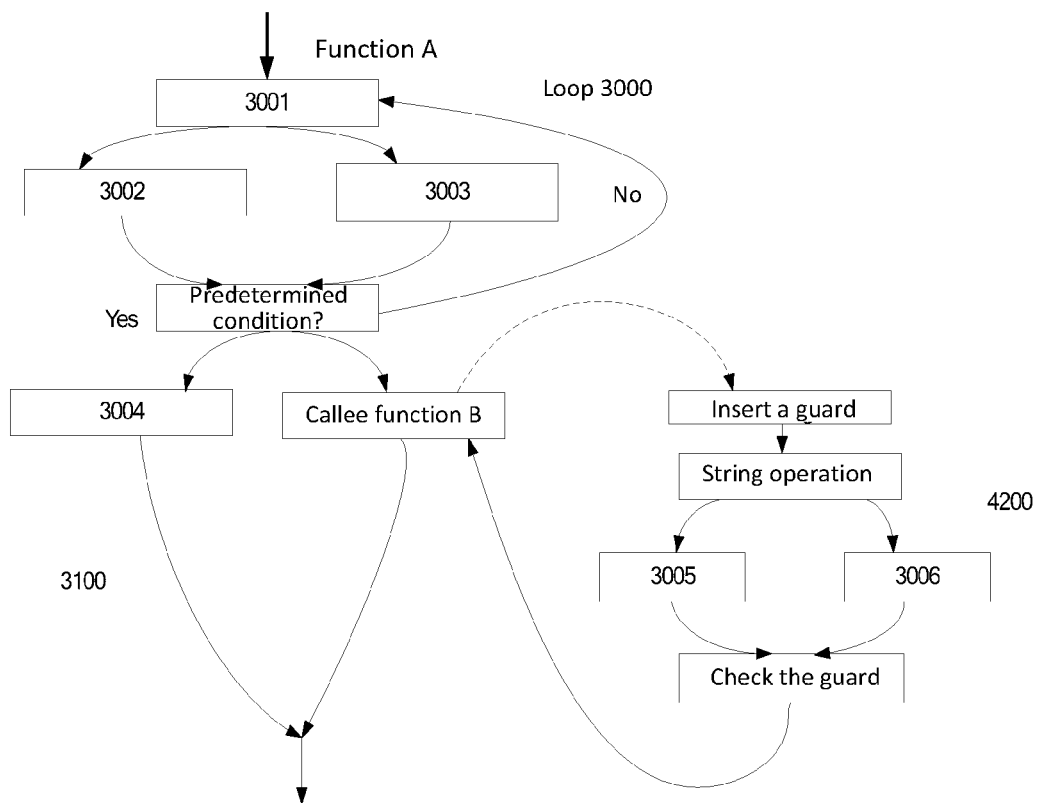 Function A
Loop 3000
3001
3002
3003
No
Predetermined
condition?
Yes
3004
Callee function B
Insert a guard
String operation
4200
3005
3006
3100
Check the guard